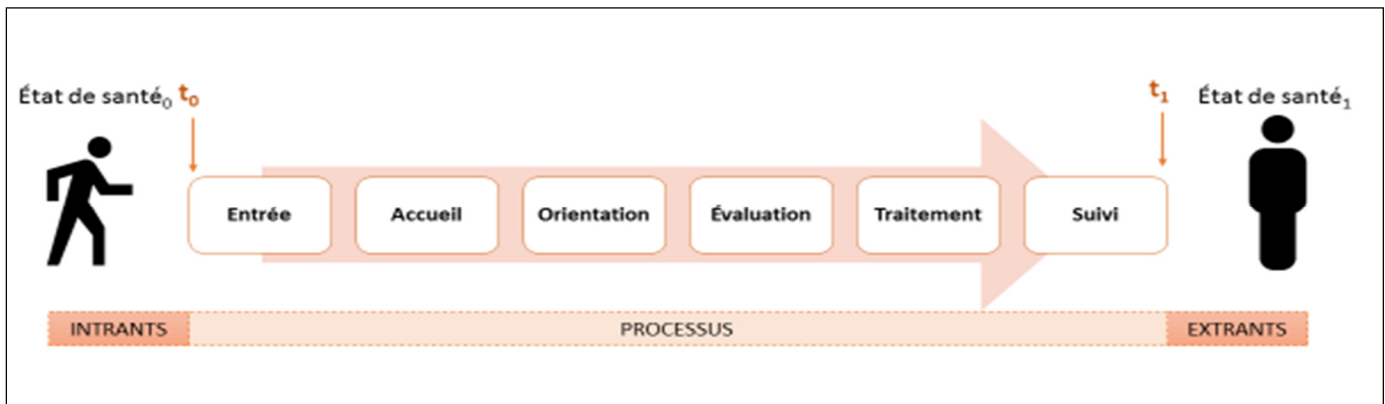 État de santé₀ t₀
t₁ État de santé₁
Entrée Accueil Orientation Évaluation Traitement Suivi
INTRANTS PROCESSUS EXTRANTS